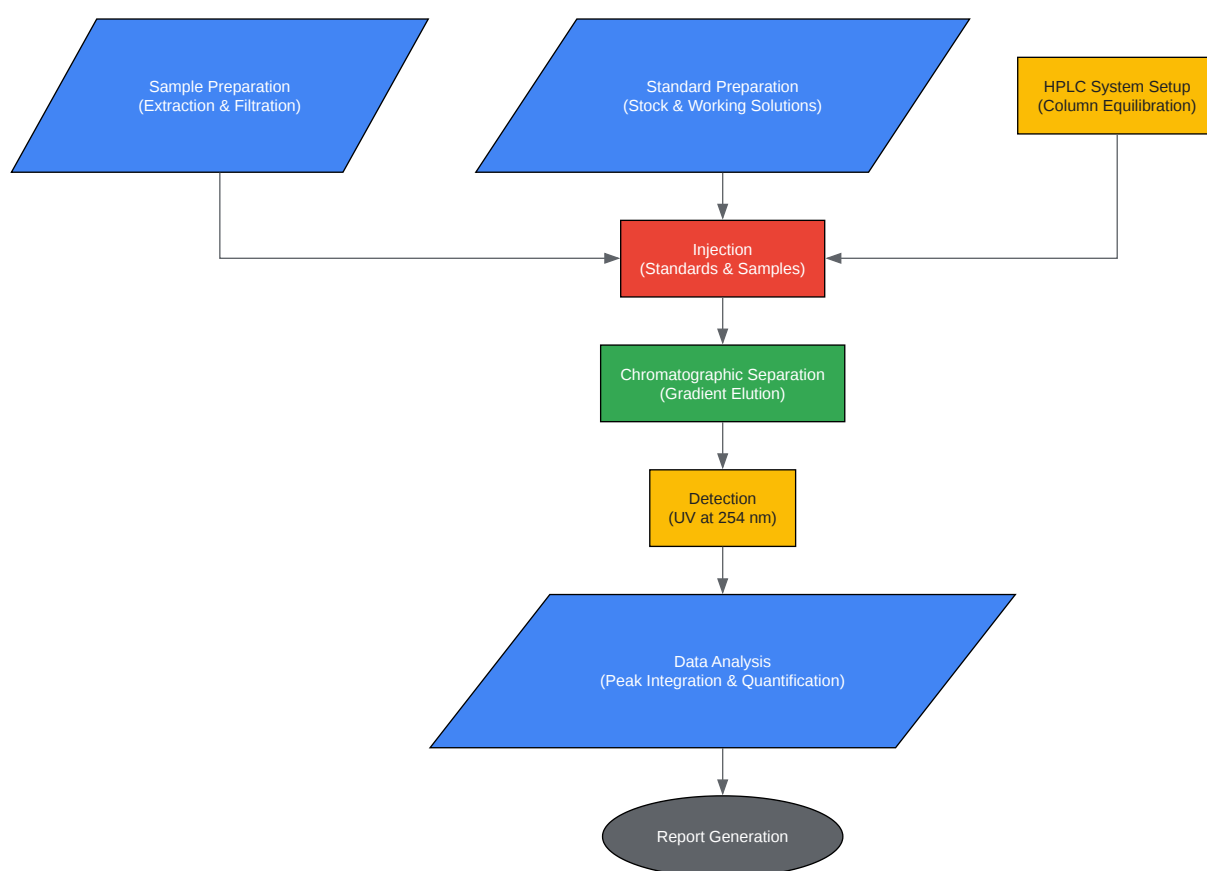 Sample Preparation
(Extraction & Filtration)
Standard Preparation
(Stock & Working Solutions)
HPLC System Setup
(Column Equilibration)
Injection
(Standards & Samples)
Chromatographic Separation
(Gradient Elution)
Detection
(UV at 254 nm)
Data Analysis
(Peak Integration & Quantification)
Report Generation